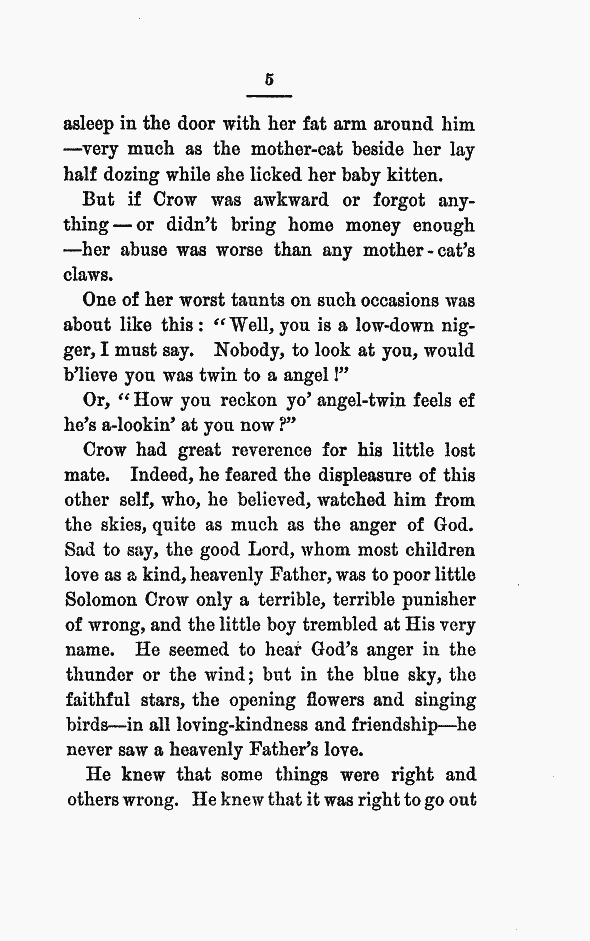 5
asleep in the door with her fat arm around him
—very much as the mother-cat beside her lay
half dozing while she licked her baby kitten.
But if Crow was awkward or forgot any-
thing—or didn't bring home money enough
—her abuse was worse than any mother-cat's
claws.
One of her worst taunts on such occasions was
about like this: "Well, you is a low-down nig-
ger, I must say. Nobody, to look at you, would
b'lieve you was twin to a angel!"
Or, "How you reckon yo' angel-twin feels ef
he's a-lookin' at you now?"
Crow had great reverence for his little lost
mate. Indeed, he feared the displeasure of this
other self, who, he believed, watched him from
the skies, quite as much as the anger of God.
Sad to say, the good Lord, whom most children
love as a kind, heavenly Father, was to poor little
Solomon Crow only a terrible, terrible punisher
of wrong, and the little boy trembled at His very
name. He seemed to hear God's anger in the
thunder or the wind; but in the blue sky, the
faithful stars, the opening flowers and singing
birds—in all loving-kindness and friendship—he
never saw a heavenly Father's love.
He knew that some things were right and
others wrong. He knew that it was right to go out